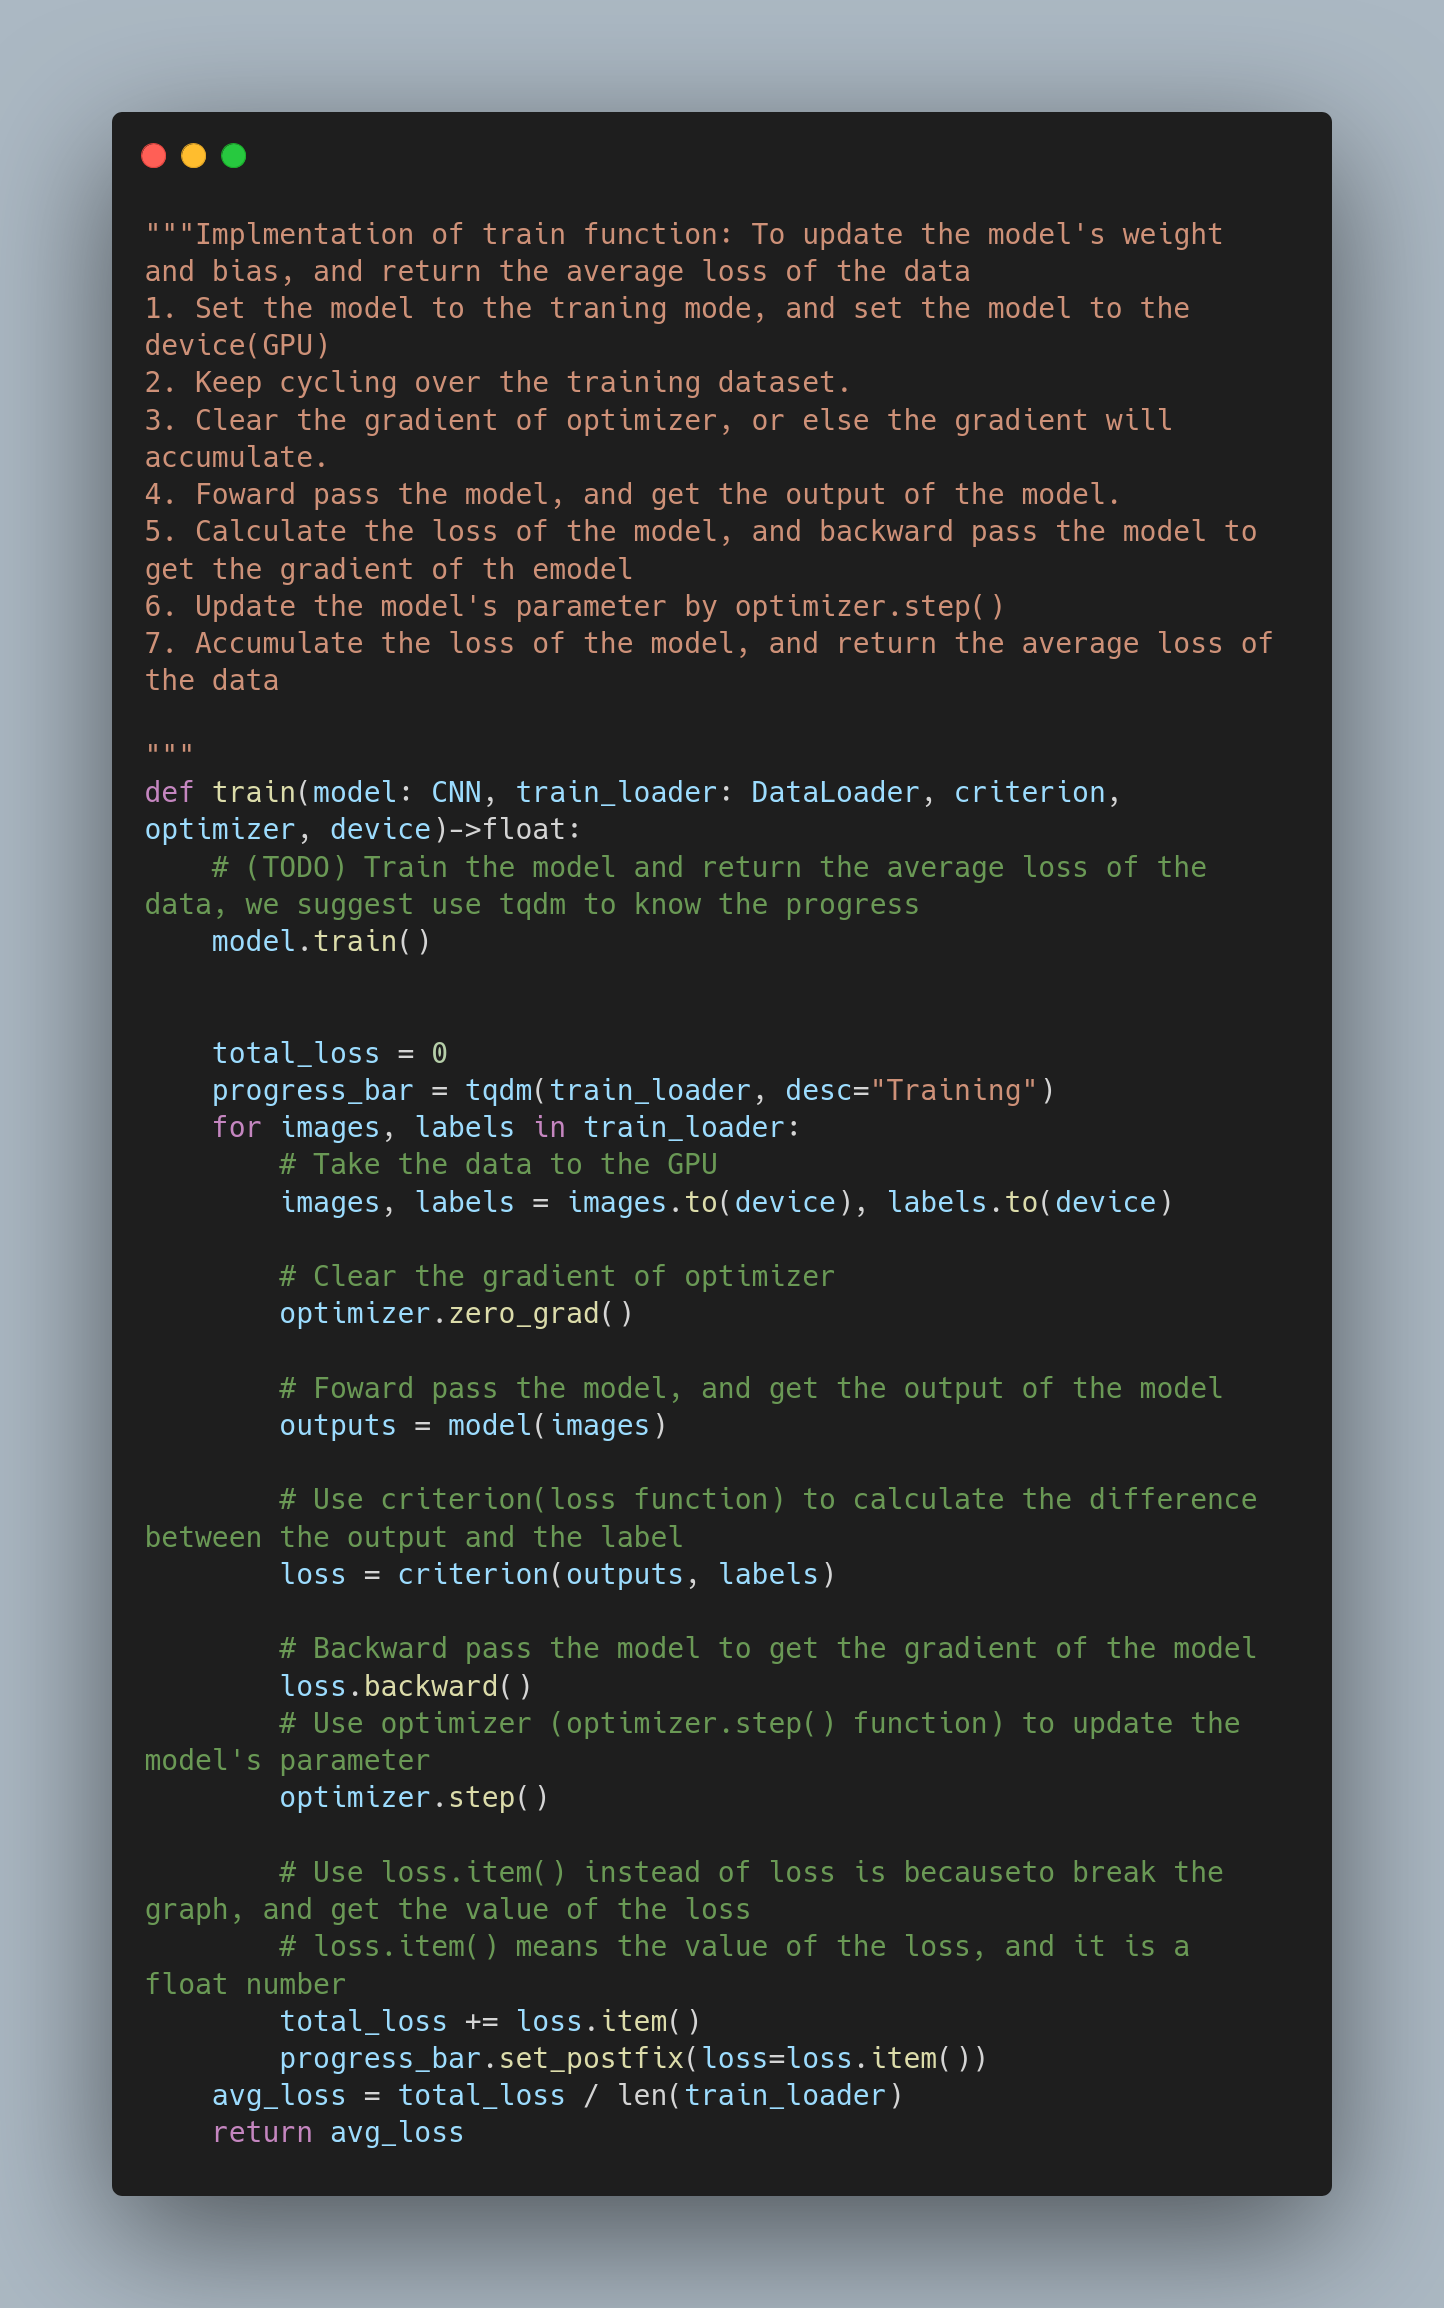 """Implmentation of train function: To update the model's weight
and bias, and return the average loss of the data
1. Set the model to the traning mode, and set the model to the
device(GPU)
2. Keep cycling over the training dataset.
3. Clear the gradient of optimizer, or else the gradient will
accumulate.
4. Foward pass the model, and get the output of the model.
5. Calculate the loss of the model, and backward pass the model to
get the gradient of th emodel
6. Update the model's parameter by optimizer.step()
7. Accumulate the loss of the model, and return the average loss of
the data
"""
def train(model: CNN, train_loader: DataLoader, criterion,
optimizer, device)->float:
    # (TODO) Train the model and return the average loss of the
data, we suggest use tqdm to know the progress
    model.train()
    total_loss = 0
    progress_bar = tqdm(train_loader, desc="Training")
    for images, labels in train_loader:
        # Take the data to the GPU
        images, labels = images.to(device), labels.to(device)
        # Clear the gradient of optimizer
        optimizer.zero_grad()
        # Foward pass the model, and get the output of the model
        outputs = model(images)
        # Use criterion(loss function) to calculate the difference
between the output and the label
        loss = criterion(outputs, labels)
        # Backward pass the model to get the gradient of the model
        loss.backward()
        # Use optimizer (optimizer.step() function) to update the
model's parameter
        optimizer.step()
        # Use loss.item() instead of loss is becauseto break the
graph, and get the value of the loss
        # loss.item() means the value of the loss, and it is a
float number
        total_loss += loss.item()
        progress_bar.set_postfix(loss=loss.item())
    avg_loss = total_loss / len(train_loader)
    return avg_loss